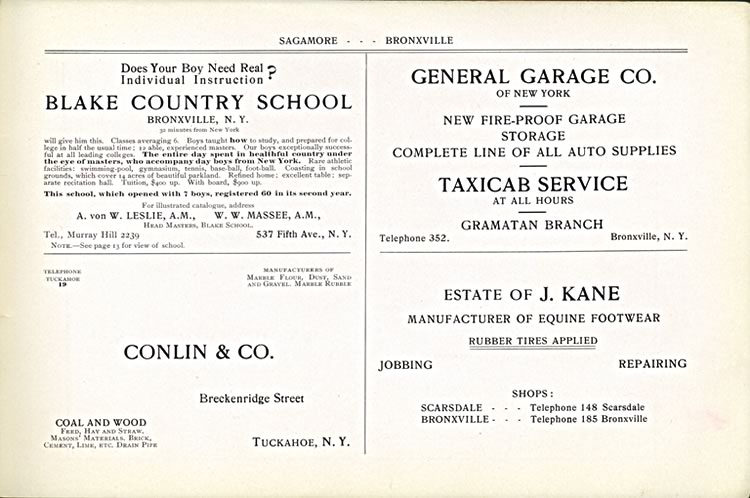 SAGAMORE - - - BRONXVILLE
Does Your Boy Need Real
Individual Instruction?
BLAKE COUNTRY SCHOOL
BRONXVILLE, N. Y.
30 minutes from New York
will give him this. Classes averaging 6. Boys taught how to study, and prepared for col-
lege in half the usual time; 12 able, experienced masters. Our boys exceptionally success-
ful at all leading colleges. The entire day spent in healthful country under
the eye of masters, who accompany day boys from New York. Rare athletic
facilities: swimming-pool, gymnasium, tennis, base-ball, foot-ball. Coasting in school
grounds, which cover 14 acres of beautiful parkland. Refined home; excellent table; sep-
arate recitation hall. Tuition, $400 up. With board, $900 up.
This school, which opened with 7 boys, registered 60 in its second year.
For illustrated catalogue, address
A. von W. LESLIE, A.M., W. W. MASSEE, A.M.,
HEAD MASTERS, BLAKE SCHOOL,
Tel., Murray Hill 2239 537 Fifth Ave., N. Y.
NOTE.—See page 13 for view of school.
TELEPHONE
TUCKAHOE
19
MANUFACTURERS OF
MARBLE FLOUR, DUST, SAND
AND GRAVEL. MARBLE RUBBLE
CONLIN & CO.
Breckenridge Street
COAL AND WOOD
FEED, HAY AND STRAW,
MASONS' MATERIALS. BRICK,
CEMENT, LIME, ETC. DRAIN PIPE
TUCKAHOE, N. Y.
GENERAL GARAGE CO.
OF NEW YORK
NEW FIRE-PROOF GARAGE
STORAGE
COMPLETE LINE OF ALL AUTO SUPPLIES
TAXICAB SERVICE
AT ALL HOURS
GRAMATAN BRANCH
Telephone 352. Bronxville, N. Y.
ESTATE OF J. KANE
MANUFACTURER OF EQUINE FOOTWEAR
RUBBER TIRES APPLIED
JOBBING REPAIRING
SHOPS:
SCARSDALE - - - Telephone 148 Scarsdale
BRONXVILLE - - - Telephone 185 Bronxville